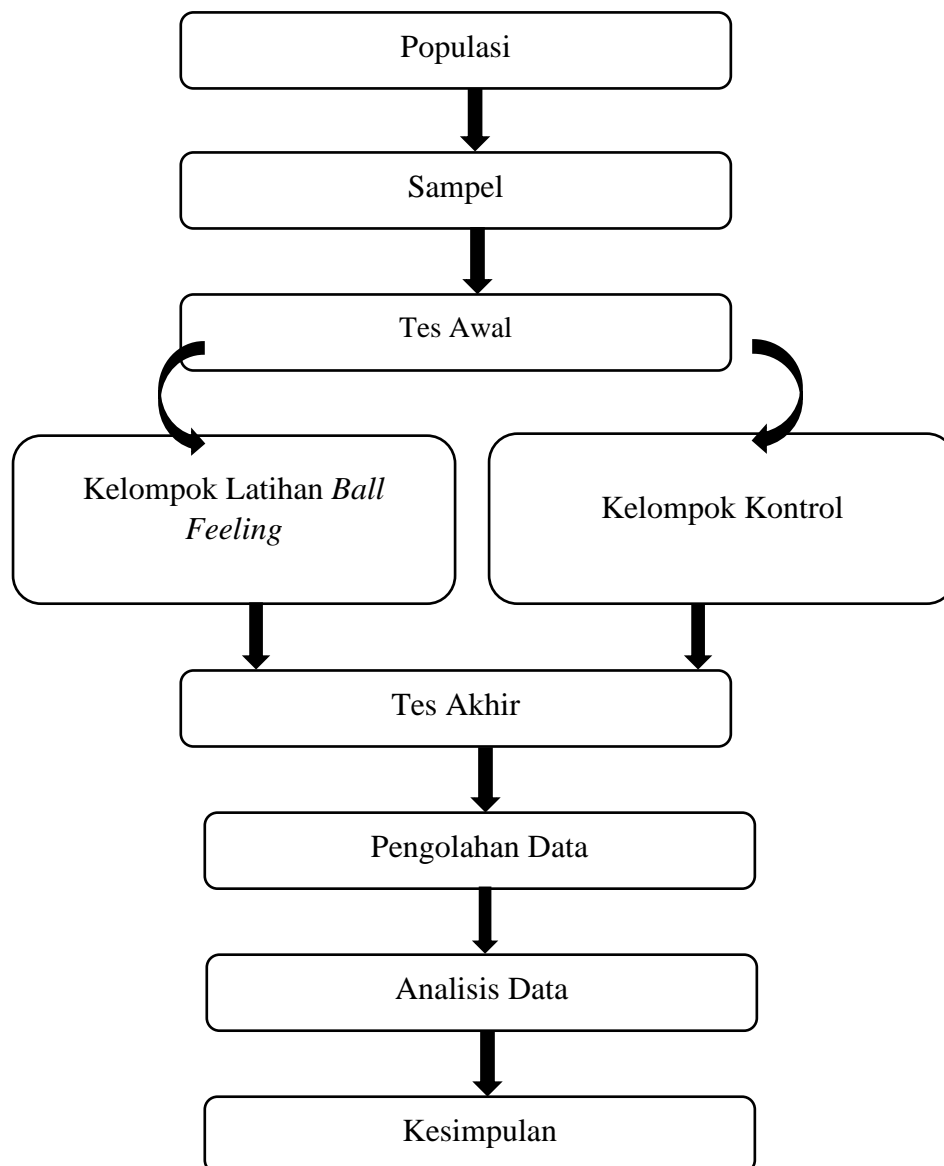 Populasi
Sampel
Tes Awal
Kelompok Latihan Ball
Feeling
Kelompok Kontrol
Tes Akhir
Pengolahan Data
Analisis Data
Kesimpulan